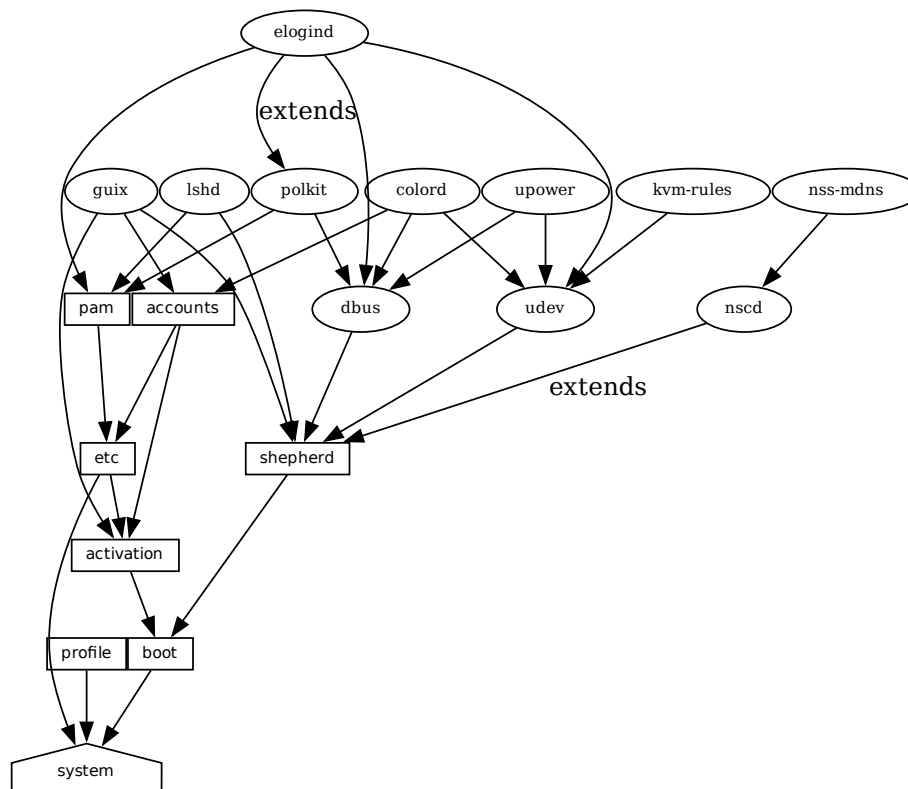 elogind
extends
guix
lshd
polkit
colord
upower
kvm-rules
nss-mdns
pam
accounts
dbus
udev
nscd
extends
etc
shepherd
activation
profile
boot
system